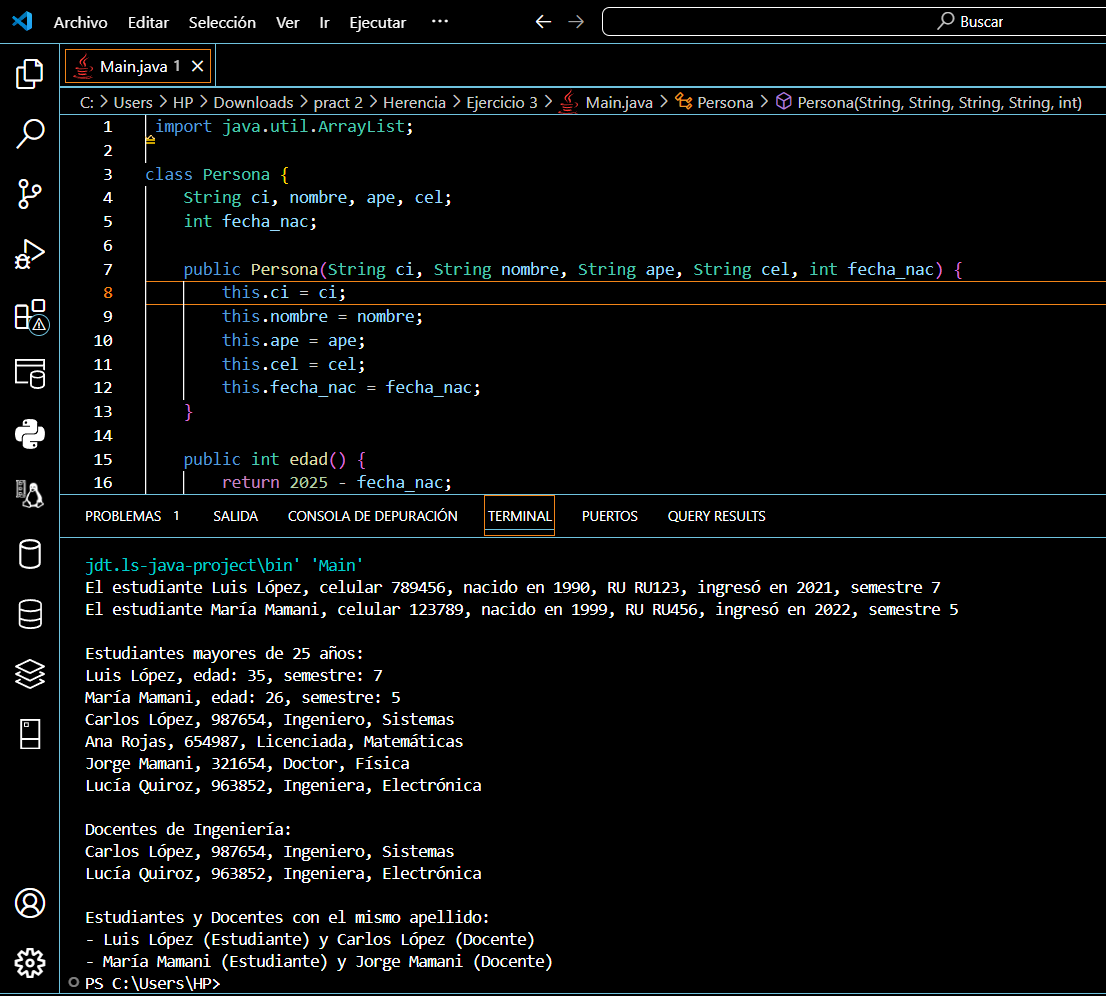 Archivo Editar Selección Ver Ir Ejecutar ··· Buscar
Main.java 1
C: > Users > HP > Downloads > pract 2 > Herencia > Ejercicio 3 > Main.java > Persona > Persona(String, String, String, String, int)
1 import java.util.ArrayList;
2
3 class Persona {
4 String ci, nombre, ape, cel;
5 int fecha_nac;
6
7 public Persona(String ci, String nombre, String ape, String cel, int fecha_nac) {
8 this.ci = ci;
9 this.nombre = nombre;
10 this.ape = ape;
11 this.cel = cel;
12 this.fecha_nac = fecha_nac;
13 }
14
15 public int edad() {
16 return 2025 - fecha_nac;
PROBLEMAS 1 SALIDA CONSOLA DE DEPURACIÓN TERMINAL PUERTOS QUERY RESULTS
jdt.ls-java-project\bin' 'Main'
El estudiante Luis López, celular 789456, nacido en 1990, RU RU123, ingresó en 2021, semestre 7
El estudiante María Mamani, celular 123789, nacido en 1999, RU RU456, ingresó en 2022, semestre 5
Estudiantes mayores de 25 años:
Luis López, edad: 35, semestre: 7
María Mamani, edad: 26, semestre: 5
Carlos López, 987654, Ingeniero, Sistemas
Ana Rojas, 654987, Licenciada, Matemáticas
Jorge Mamani, 321654, Doctor, Física
Lucía Quiroz, 963852, Ingeniera, Electrónica
Docentes de Ingeniería:
Carlos López, 987654, Ingeniero, Sistemas
Lucía Quiroz, 963852, Ingeniera, Electrónica
Estudiantes y Docentes con el mismo apellido:
- Luis López (Estudiante) y Carlos López (Docente)
- María Mamani (Estudiante) y Jorge Mamani (Docente)
PS C:\Users\HP>